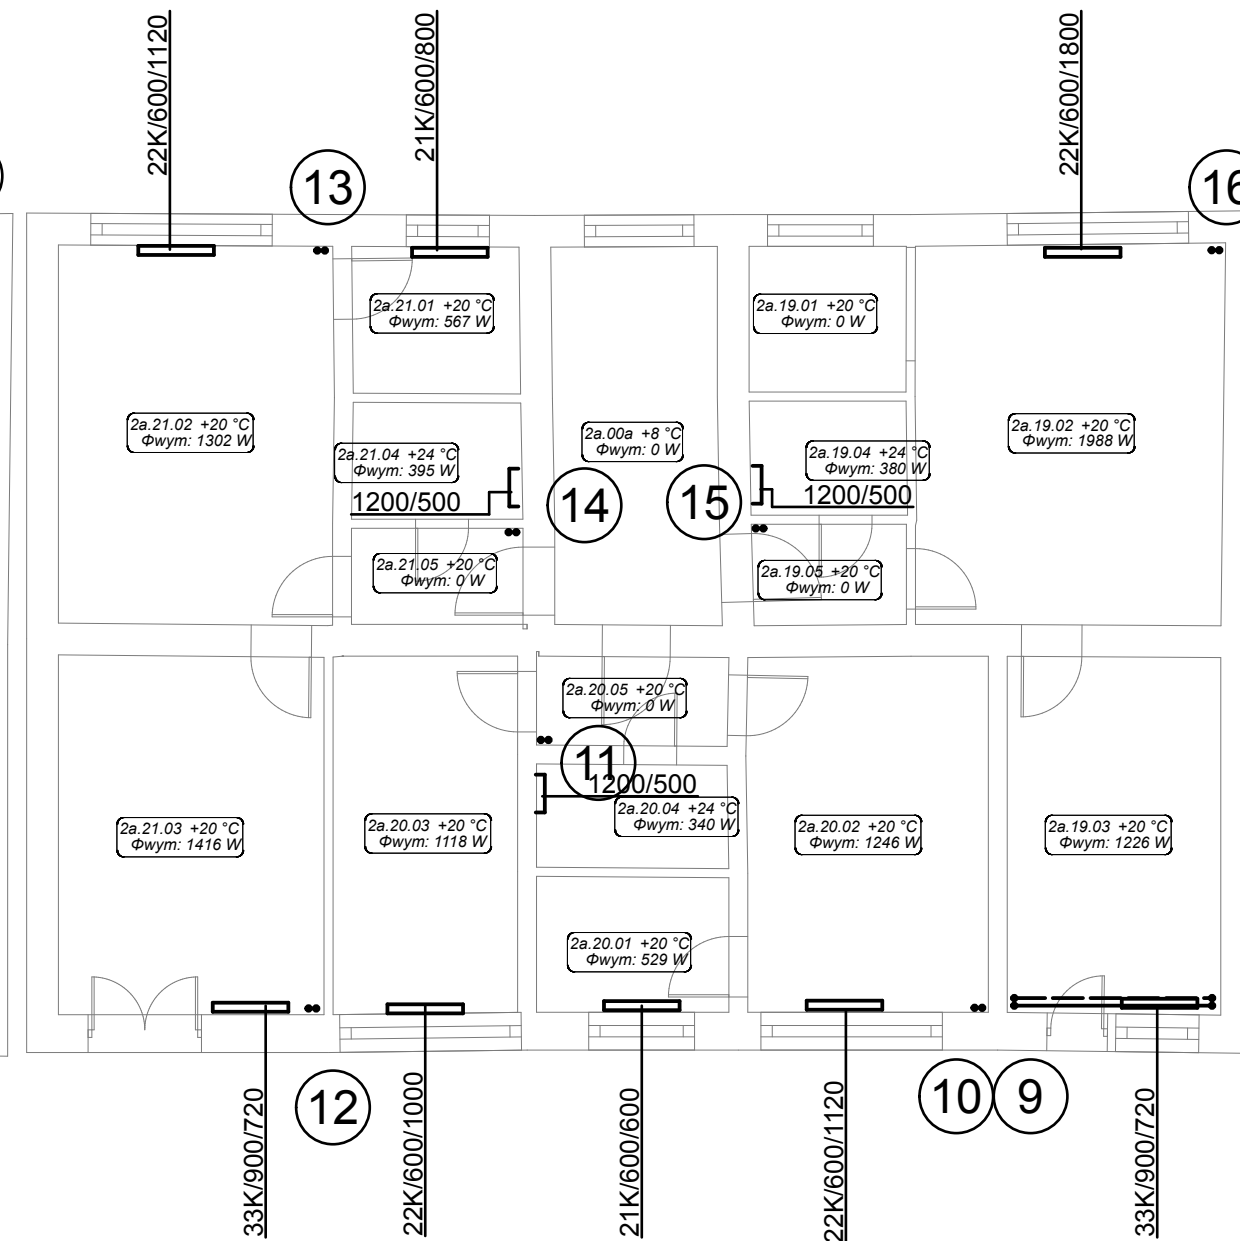 22K/600/1120
21K/600/800
22K/600/1800
13
16
2a.21.01 +20 °C
Φwym: 567 W
2a.19.01 +20 °C
Φwym: 0 W
2a.21.02 +20 °C
Φwym: 1302 W
2a.00a +8 °C
Φwym: 0 W
2a.19.02 +20 °C
Φwym: 1988 W
2a.21.04 +24 °C
Φwym: 395 W
1200/500
2a.19.04 +24 °C
Φwym: 380 W
1200/500
14
15
2a.21.05 +20 °C
Φwym: 0 W
2a.19.05 +20 °C
Φwym: 0 W
2a.20.05 +20 °C
Φwym: 0 W
11
1200/500
2a.20.04 +24 °C
Φwym: 340 W
2a.21.03 +20 °C
Φwym: 1416 W
2a.20.03 +20 °C
Φwym: 1118 W
2a.20.02 +20 °C
Φwym: 1246 W
2a.19.03 +20 °C
Φwym: 1226 W
2a.20.01 +20 °C
Φwym: 529 W
12
10
9
33K/900/720
22K/600/1000
21K/600/600
22K/600/1120
33K/900/720